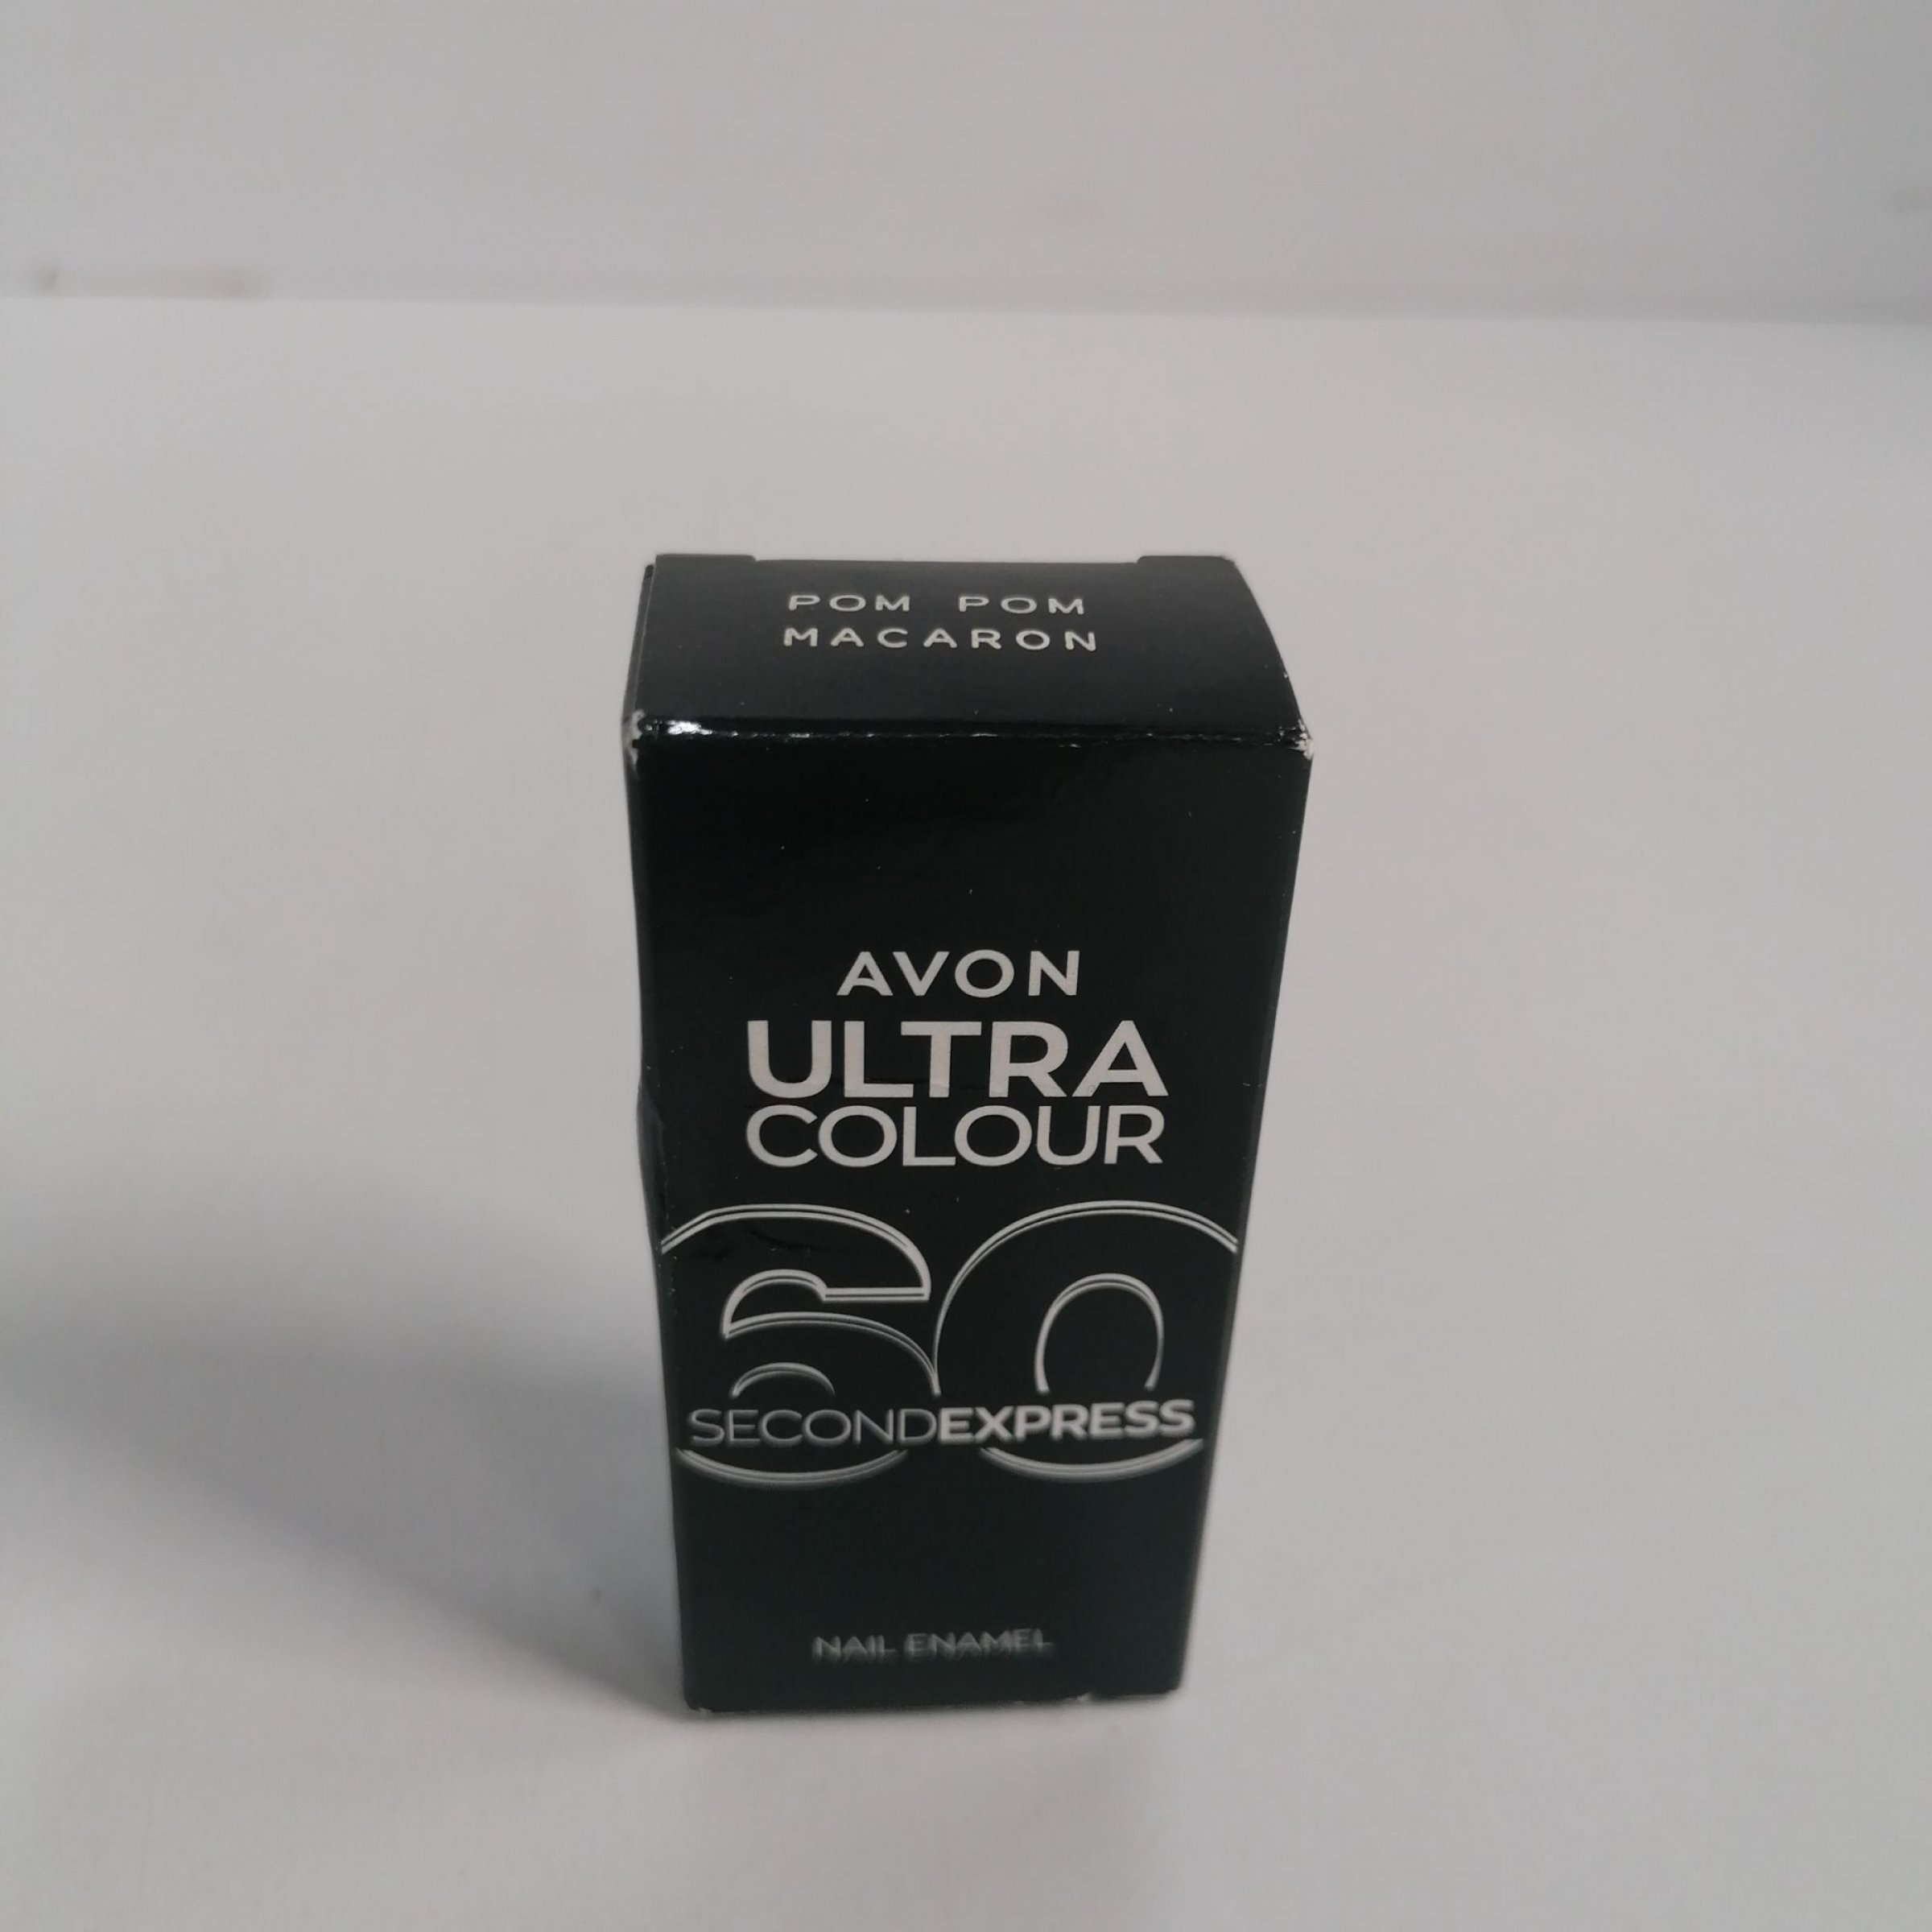 POM POM
MACARON
AVON
ULTRA
COLOUR
60
SECONDEXPRESS
NAIL ENAMEL